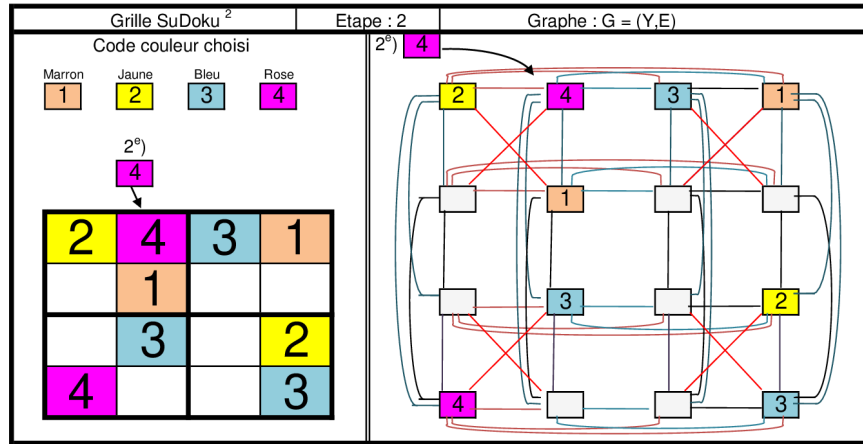 Grille SuDoku ²
Etape : 2
Graphe : G = (Y,E)
Code couleur choisi
Marron Jaune Bleu Rose
1 2 3 4
2ᵉ)
4
2 4 3 1
1
3 2
4 3
2ᵉ) 4
2 4 3 1
1
3 2
4 3